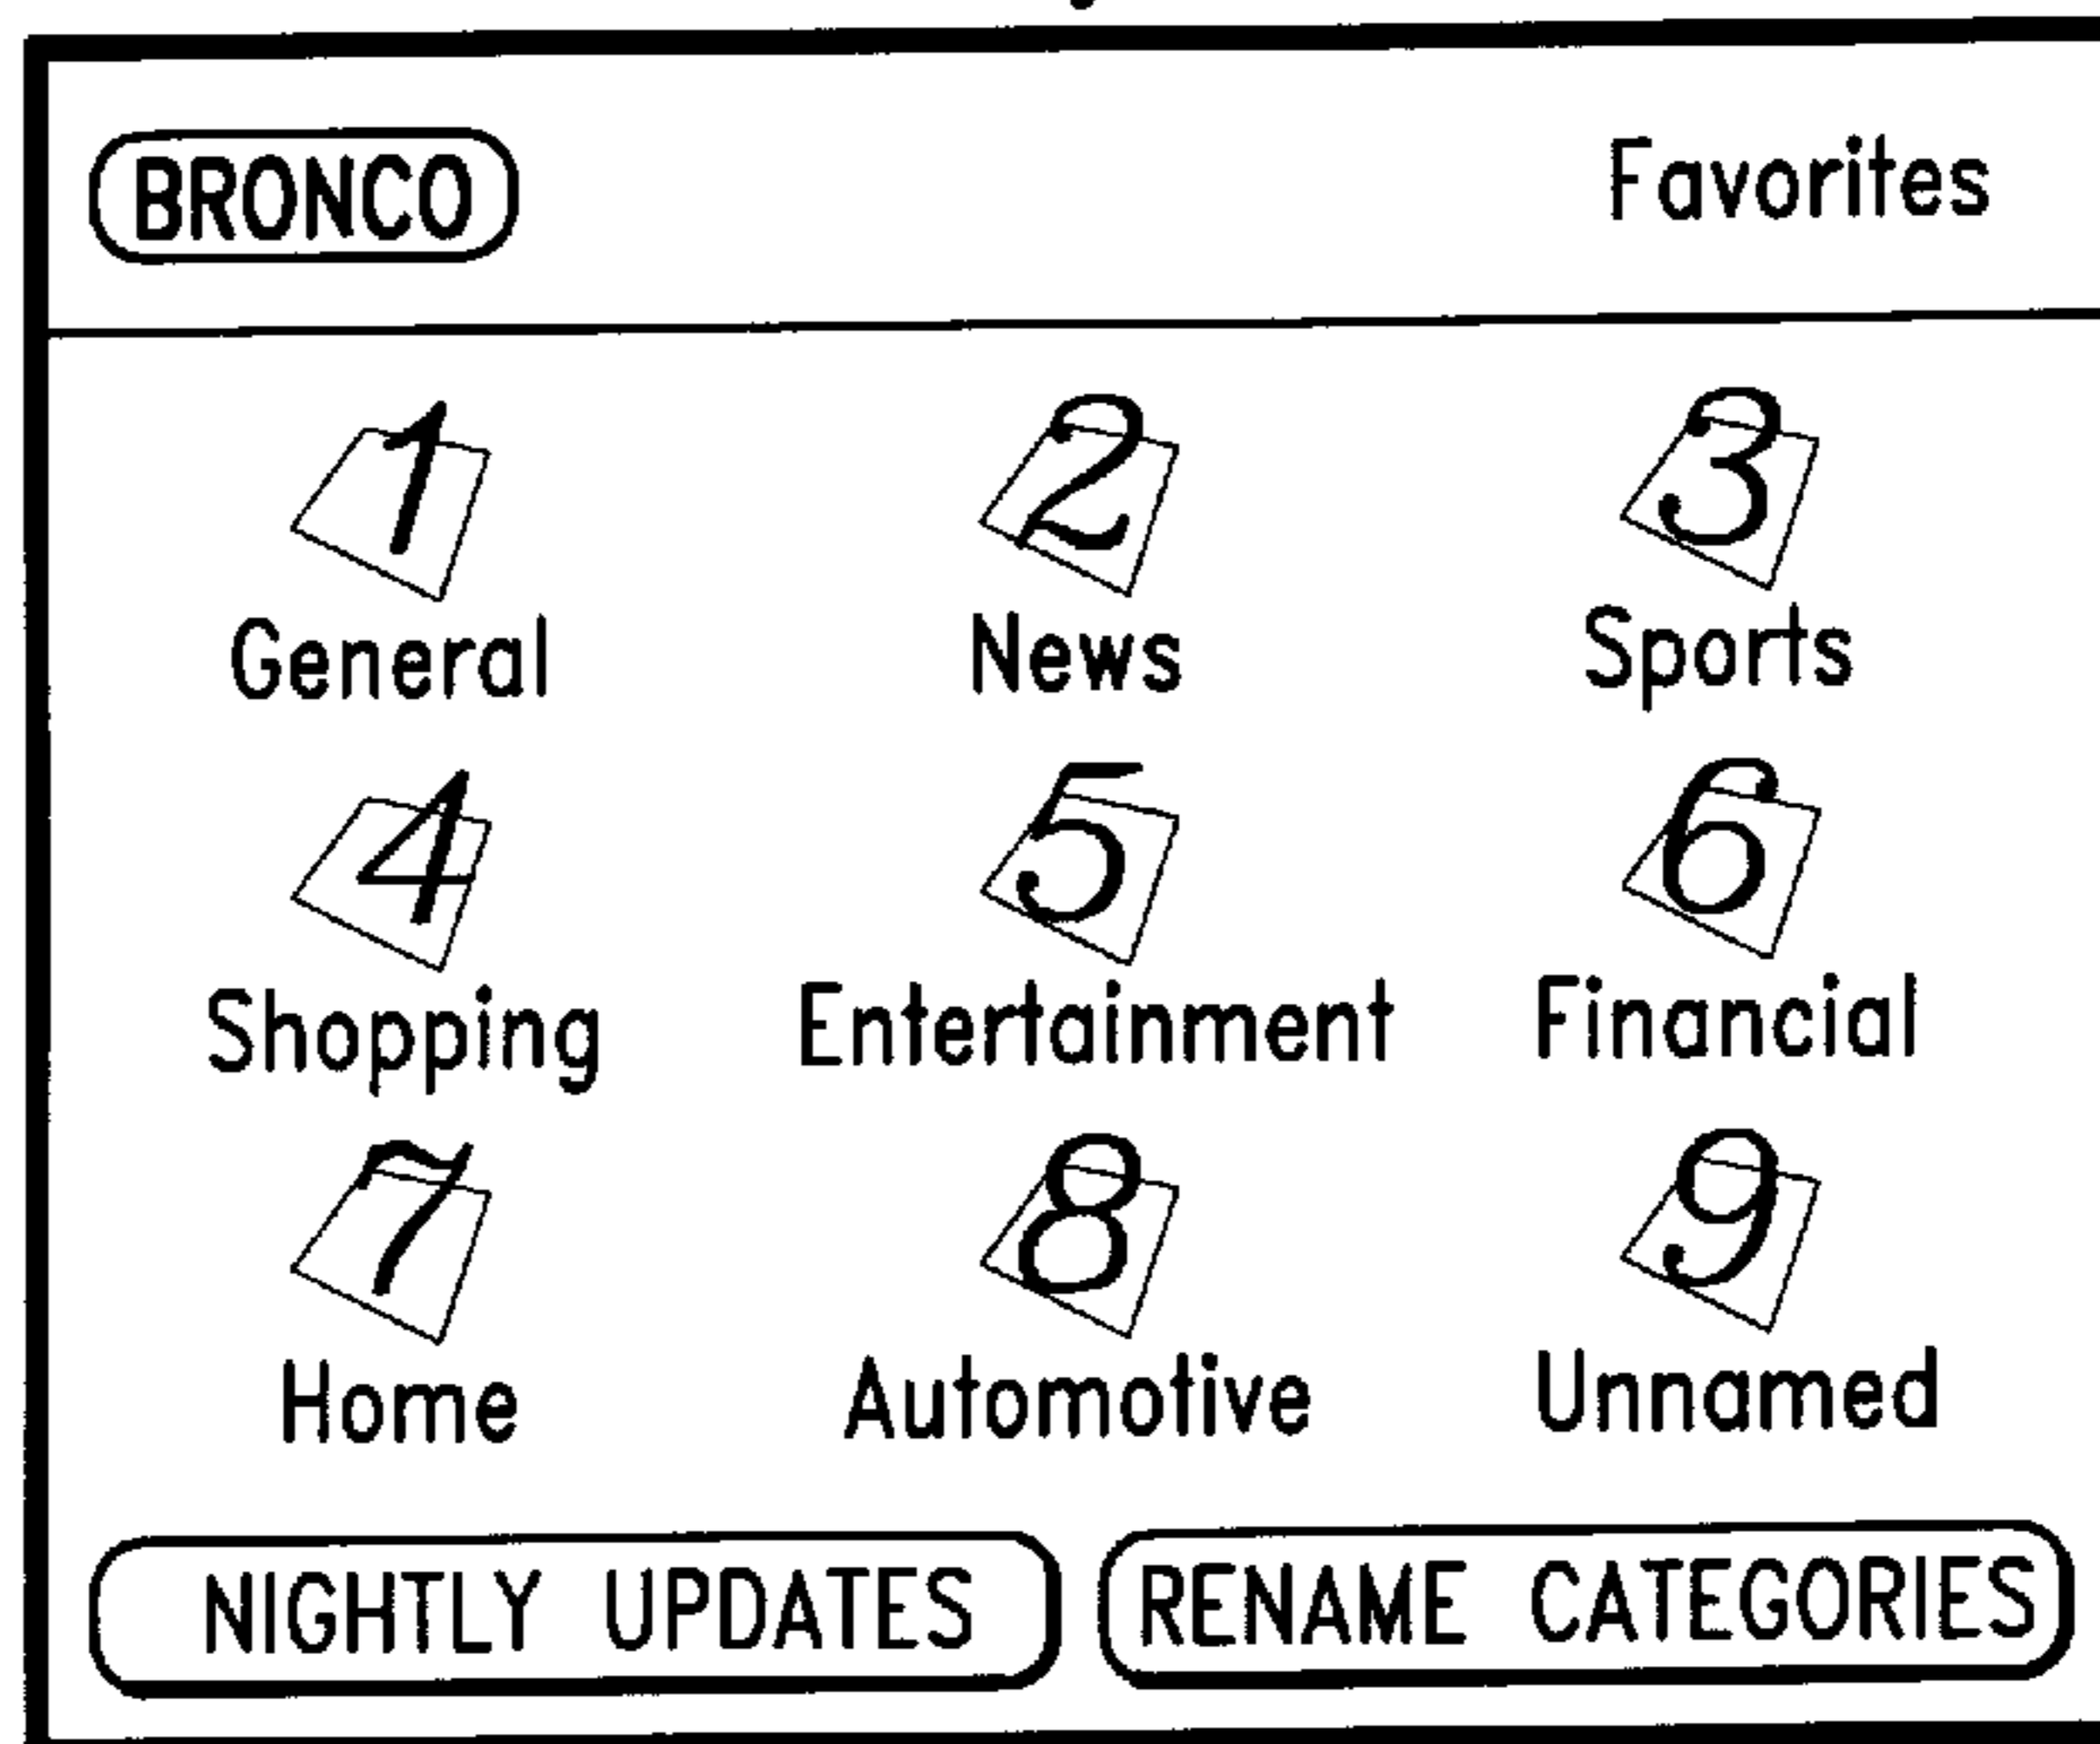 BRONCO Favorites
1 2 3
General News Sports
4 5 6
Shopping Entertainment Financial
7 8 9
Home Automotive Unnamed
NIGHTLY UPDATES RENAME CATEGORIES